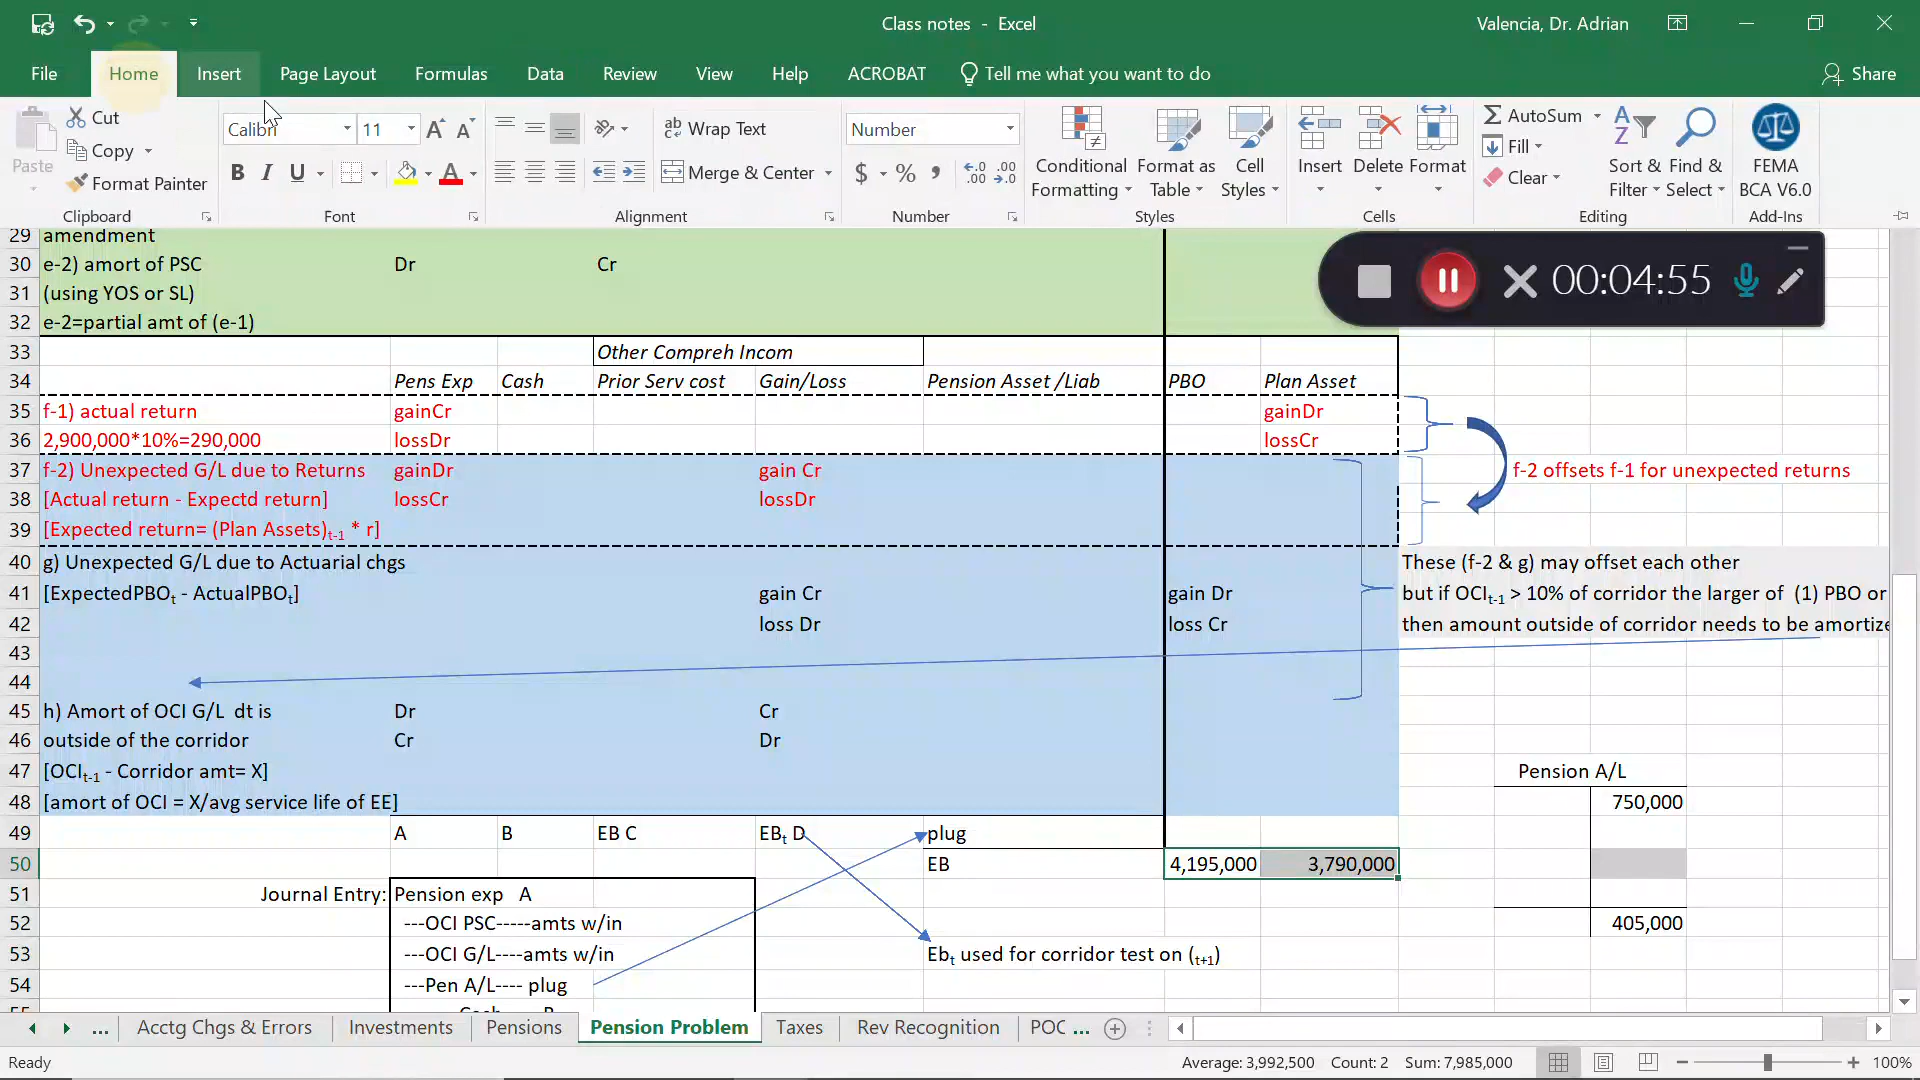 Class notes - Excel
Valencia, Dr. Adrian
File Home Insert Page Layout Formulas Data Review View Help ACROBAT Tell me what you want to do Share
Cut
Copy
Format Painter
Paste
Clipboard
Calibri 11
B I U
Font
Wrap Text
Merge & Center
Alignment
Number
$ % ,
Number
Conditional Formatting
Format as Table
Cell Styles
Styles
Insert Delete Format
Cells
AutoSum
Fill
Clear
Sort & Filter
Find & Select
Editing
FEMA BCA V6.0
Add-Ins
00:04:55
29 amendment
30 e-2) amort of PSC Dr Cr
31 (using YOS or SL)
32 e-2=partial amt of (e-1)
33 Other Compreh Incom
34 Pens Exp Cash Prior Serv cost Gain/Loss Pension Asset /Liab PBO Plan Asset
35 f-1) actual return gainCr gainDr
36 2,900,000*10%=290,000 lossDr lossCr
37 f-2) Unexpected G/L due to Returns gainDr gain Cr f-2 offsets f-1 for unexpected returns
38 [Actual return - Expectd return] lossCr lossDr
39 [Expected return= (Plan Assets)t-1 * r]
40 g) Unexpected G/L due to Actuarial chgs These (f-2 & g) may offset each other
41 [ExpectedPBOt - ActualPBOt] gain Cr gain Dr but if OCIt-1 > 10% of corridor the larger of (1) PBO or
42 loss Dr loss Cr then amount outside of corridor needs to be amortize
43
44
45 h) Amort of OCI G/L dt is Dr Cr
46 outside of the corridor Cr Dr
47 [OCIt-1 - Corridor amt= X] Pension A/L
48 [amort of OCI = X/avg service life of EE] 750,000
49 A B EB C EBt D plug
50 EB 4,195,000 3,790,000
51 Journal Entry: Pension exp A
52 ---OCI PSC-----amts w/in 405,000
53 ---OCI G/L----amts w/in Ebt used for corridor test on (t+1)
54 ---Pen A/L---- plug
55
... Acctg Chgs & Errors Investments Pensions Pension Problem Taxes Rev Recognition POC ...
Ready Average: 3,992,500 Count: 2 Sum: 7,985,000 100%